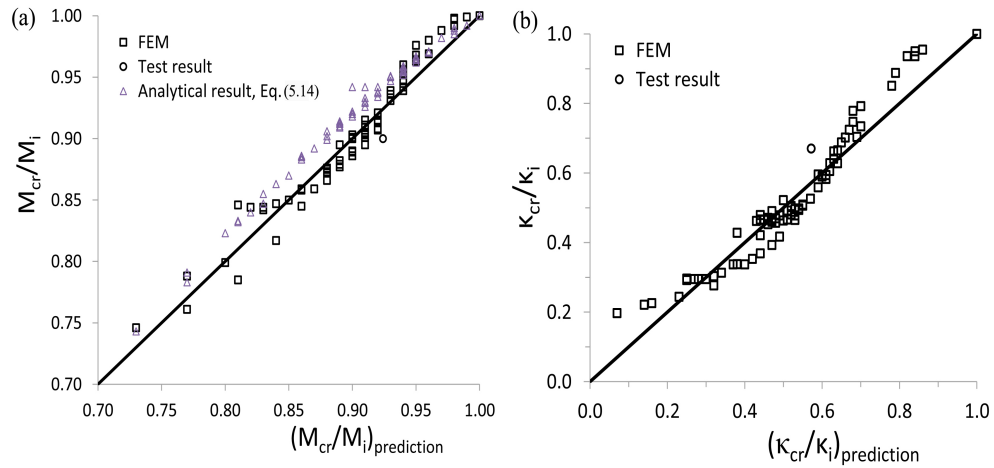 (a)
FEM
Test result
Analytical result, Eq. (5.14)
Mcr/Mi
1.00
0.95
0.90
0.85
0.80
0.75
0.70
0.70 0.75 0.80 0.85 0.90 0.95 1.00
(Mcr/Mi)prediction
(b)
FEM
Test result
κcr/κi
1.0
0.8
0.6
0.4
0.2
0.0
0.0 0.2 0.4 0.6 0.8 1.0
(κcr/κi)prediction